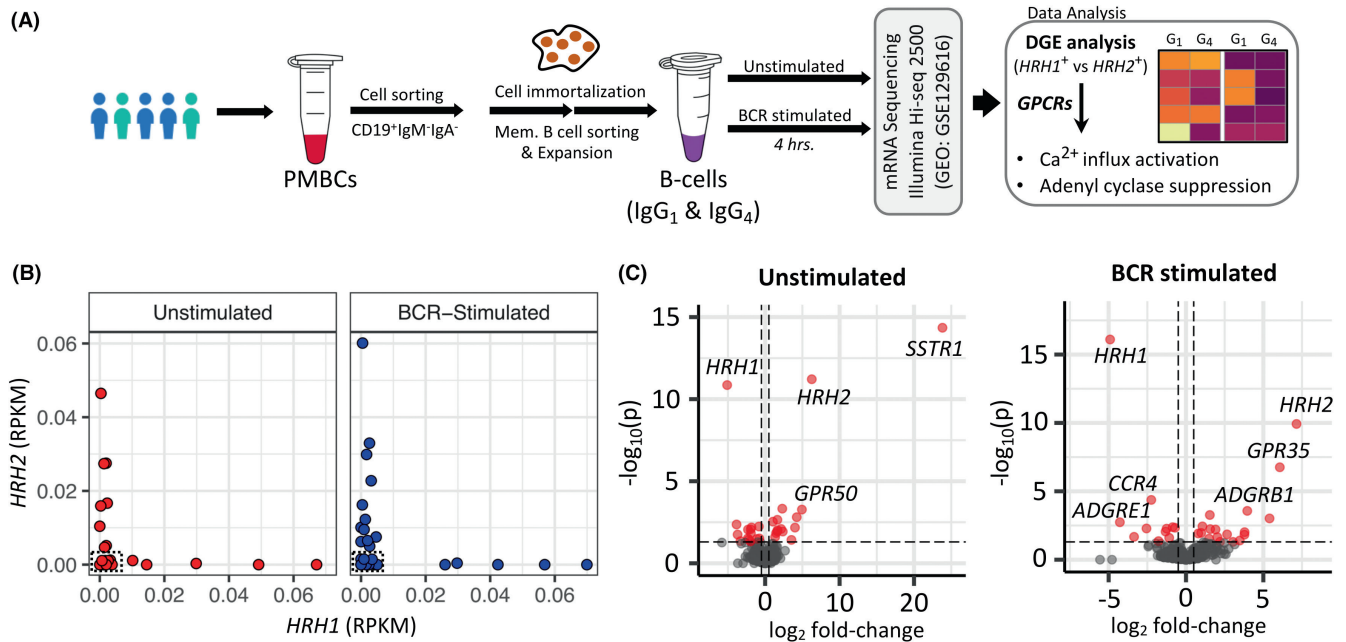 (A)
Cell sorting
CD19+IgM-IgA-
PMBCs
Cell immortalization
Mem. B cell sorting
& Expansion
B-cells
(IgG1 & IgG4)
Unstimulated
BCR stimulated
4 hrs.
mRNA Sequencing
Illumina Hi-seq 2500
(GEO: GSE129616)
Data Analysis
DGE analysis
(HRH1+ vs HRH2+)
GPCRs
G1 G4 G1 G4
• Ca2+ influx activation
• Adenyl cyclase suppression
(B)
Unstimulated
BCR−Stimulated
HRH2 (RPKM)
0.06
0.04
0.02
0.00
0.00 0.02 0.04 0.06
0.00 0.02 0.04 0.06
HRH1 (RPKM)
(C)
Unstimulated
-log10(p)
15
10
5
0
HRH1
SSTR1
HRH2
GPR50
0 10 20
log2 fold-change
BCR stimulated
-log10(p)
15
10
5
0
HRH1
HRH2
GPR35
CCR4
ADGRB1
ADGRE1
-5 0 5
log2 fold-change